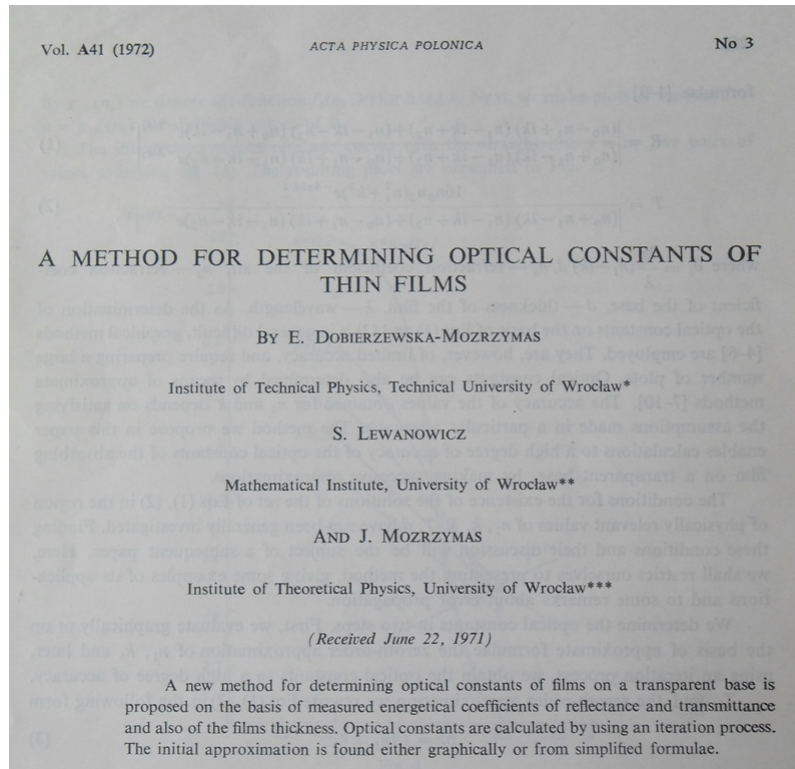 Vol. A41 (1972) ACTA PHYSICA POLONICA No 3
A METHOD FOR DETERMINING OPTICAL CONSTANTS OF
THIN FILMS
BY E. DOBIERZEWSKA-MOZRZYMAS
Institute of Technical Physics, Technical University of Wrocław*
S. LEWANOWICZ
Mathematical Institute, University of Wrocław**
AND J. MOZRZYMAS
Institute of Theoretical Physics, University of Wrocław***
(Received June 22, 1971)
A new method for determining optical constants of films on a transparent base is
proposed on the basis of measured energetical coefficients of reflectance and transmittance
and also of the films thickness. Optical constants are calculated by using an iteration process.
The initial approximation is found either graphically or from simplified formulae.